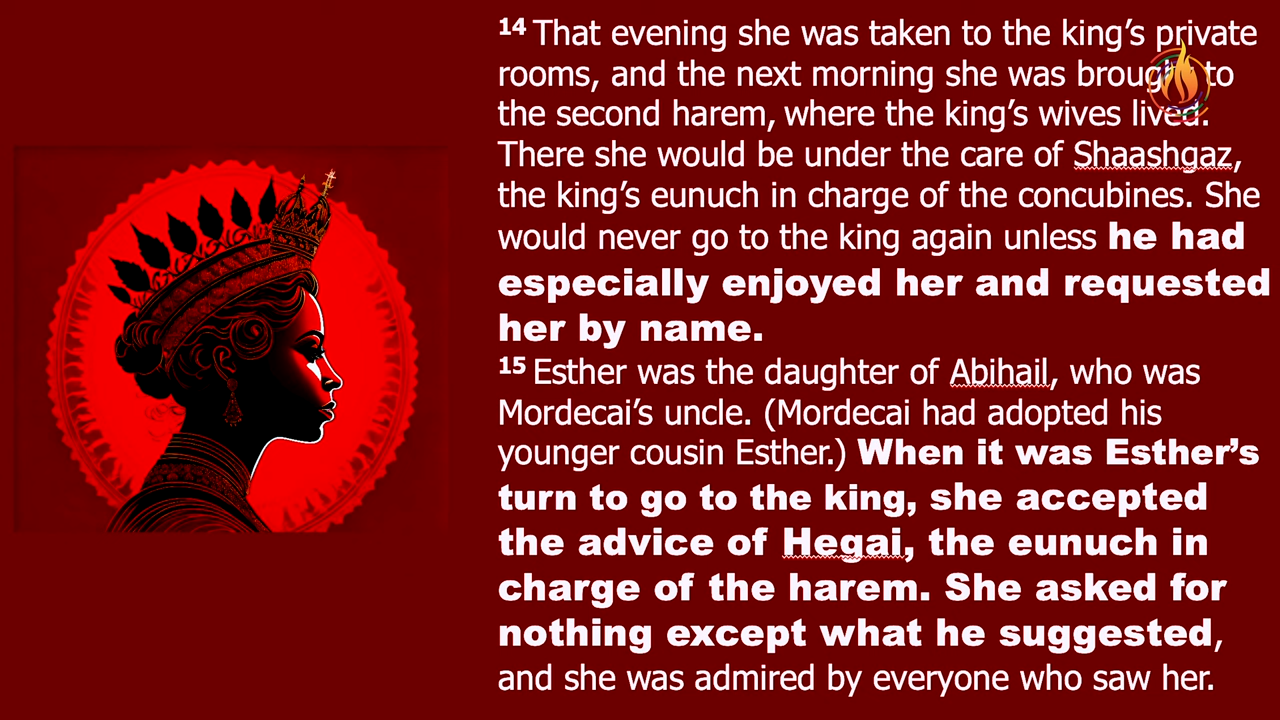 14 That evening she was taken to the king’s private
rooms, and the next morning she was brought to
the second harem, where the king’s wives lived.
There she would be under the care of Shaashgaz,
the king’s eunuch in charge of the concubines. She
would never go to the king again unless he had
especially enjoyed her and requested
her by name.
15 Esther was the daughter of Abihail, who was
Mordecai’s uncle. (Mordecai had adopted his
younger cousin Esther.) When it was Esther’s
turn to go to the king, she accepted
the advice of Hegai, the eunuch in
charge of the harem. She asked for
nothing except what he suggested,
and she was admired by everyone who saw her.